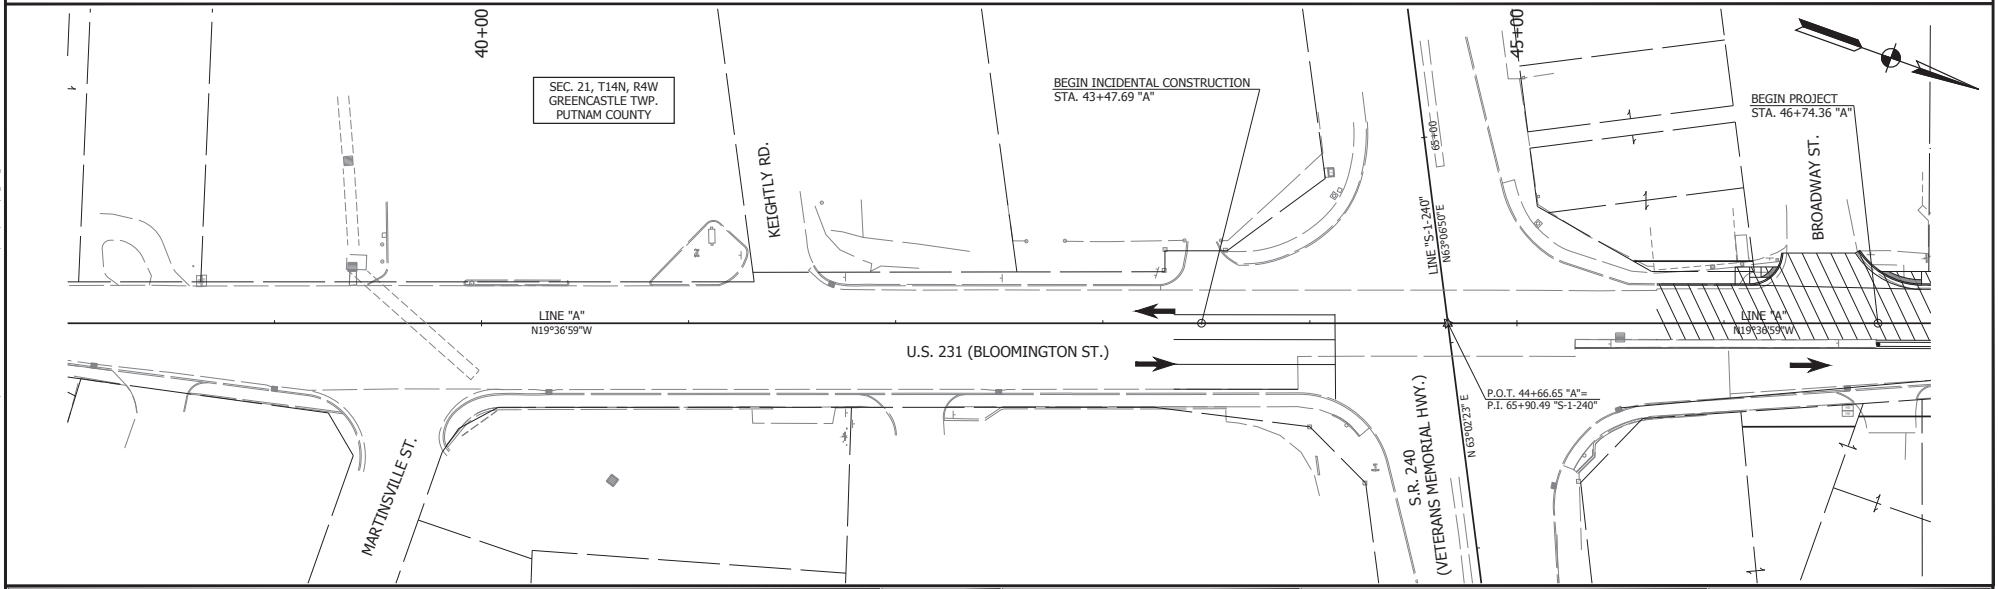 40+00
45+00
SEC. 21, T14N, R4W
GREENCASTLE TWP.
PUTNAM COUNTY
BEGIN INCIDENTAL CONSTRUCTION
STA. 43+47.69 "A"
BEGIN PROJECT
STA. 46+74.36 "A"
KEIGHTLY RD.
65+00
LINE "S-1-240"
N63°06'50"E
BROADWAY ST.
LINE "A"
N19°36'59"W
LINE "A"
N19°36'59"W
U.S. 231 (BLOOMINGTON ST.)
P.O.T. 44+66.65 "A"=
P.I. 65+90.49 "S-1-240"
MARTINSVILLE ST.
S.R. 240
(VETERANS MEMORIAL HWY.)
N 63°02'23" E